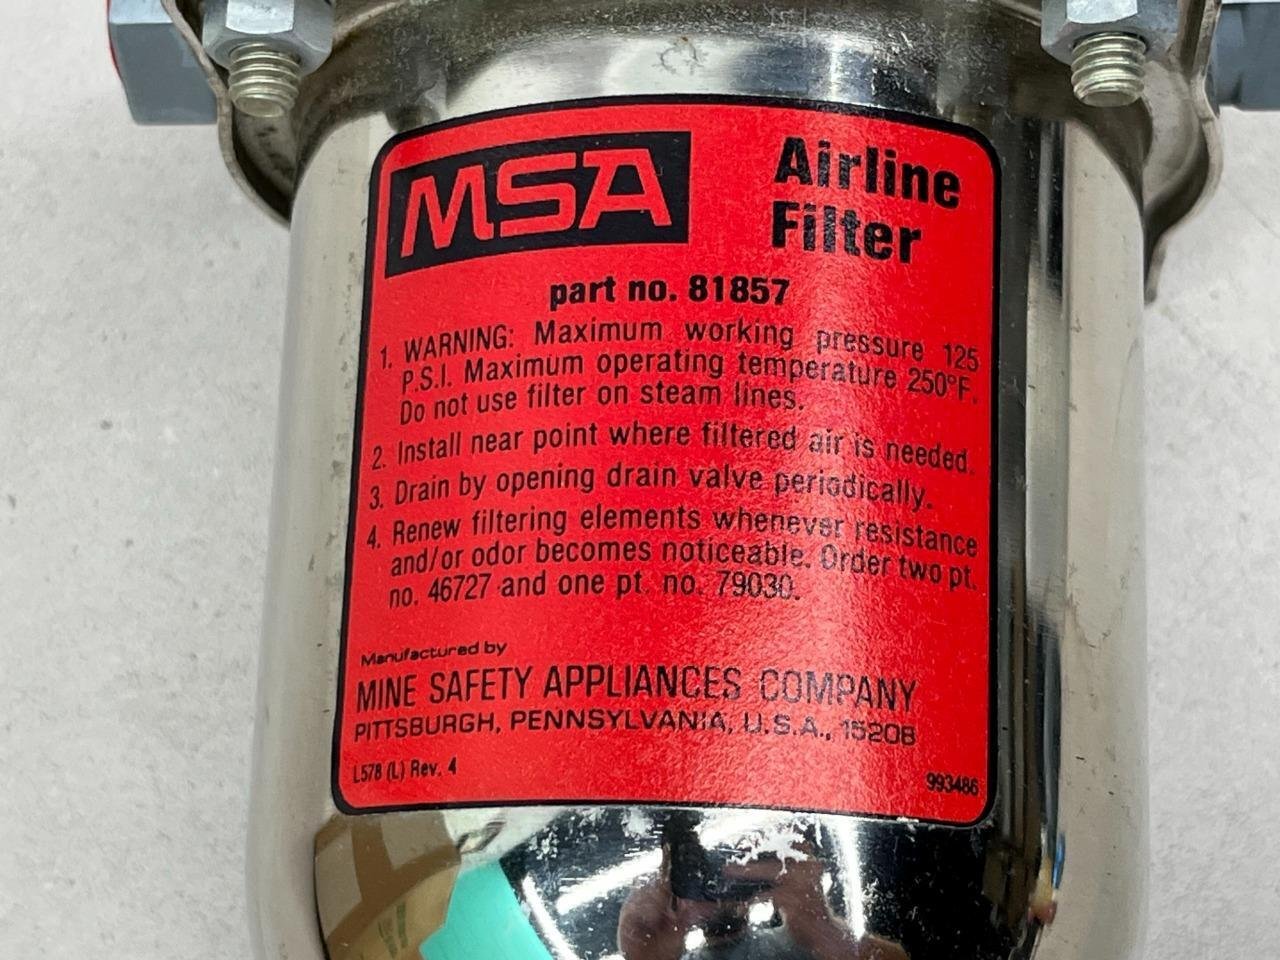 MSA
Airline
Filter
part no. 81857
1. WARNING: Maximum working pressure 125
P.S.I. Maximum operating temperature 250°F.
Do not use filter on steam lines.
2. Install near point where filtered air is needed.
3. Drain by opening drain valve periodically.
4. Renew filtering elements whenever resistance
and/or odor becomes noticeable. Order two pt.
no. 46727 and one pt. no. 79030.
Manufactured by
MINE SAFETY APPLIANCES COMPANY
PITTSBURGH, PENNSYLVANIA, U.S.A., 15208
L578 (L) Rev. 4
993486